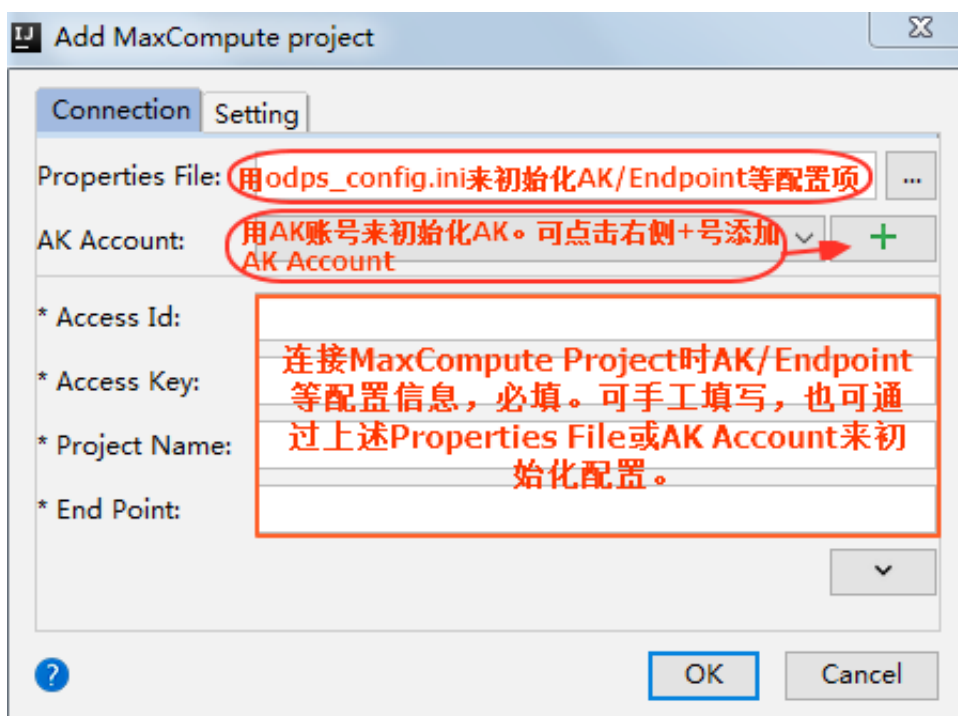 IJ Add MaxCompute project
Connection Setting
Properties File: 用odps_config.ini来初始化AK/Endpoint等配置项 ...
AK Account: 用AK账号来初始化AK。可点击右侧+号添加 +
AK Account
* Access Id:
连接MaxCompute Project时AK/Endpoint
* Access Key: 等配置信息，必填。可手工填写，也可通
* Project Name: 过上述Properties File或AK Account来初
始化配置。
* End Point:
? OK Cancel